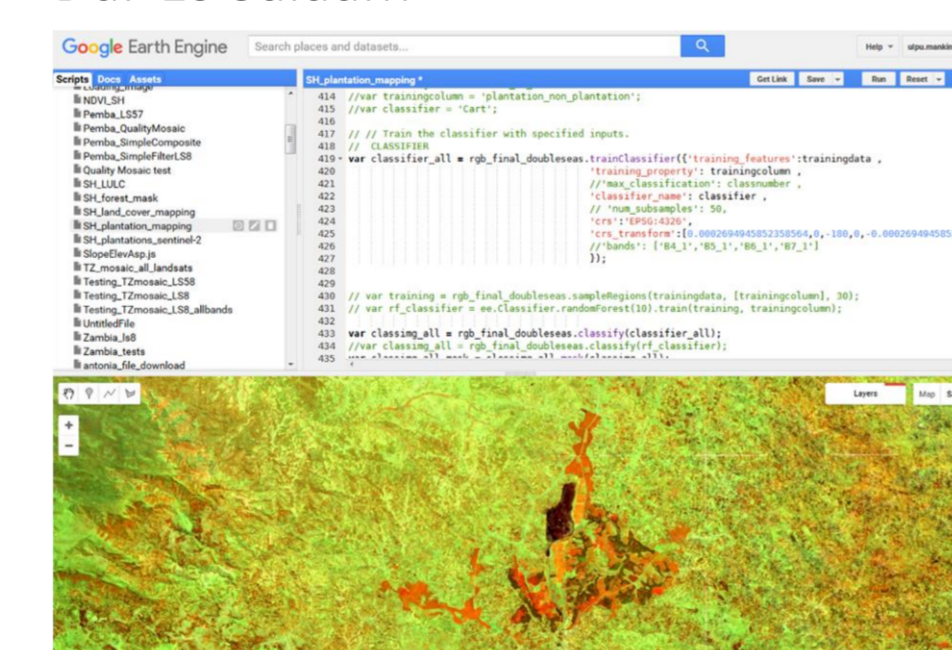 Google Earth Engine
Search places and datasets...
Help
ulpu.mankin
Scripts Docs Assets
NDVI_SH
Pemba_LS57
Pemba_QualityMosaic
Pemba_SimpleComposite
Pemba_SimpleFilterLS8
Quality Mosaic test
SH_LULC
SH_forest_mask
SH_land_cover_mapping
SH_plantation_mapping
SH_plantations_sentinel-2
SlopeElevAsp.js
TZ_mosaic_all_landsats
Testing_TZmosaic_LS58
Testing_TZmosaic_LS8
Testing_TZmosaic_LS8_allbands
UntitledFile
Zambia_ls8
Zambia_tests
antonia_file_download
SH_plantation_mapping *
Get Link Save Run Reset
414 //var trainingcolumn = 'plantation_non_plantation';
415 //var classifier = 'Cart';
416
417 // // Train the classifier with specified inputs.
418 // CLASSIFIER
419 var classifier_all = rgb_final_doubleseas.trainClassifier({'training_features':trainingdata ,
420 'training_property': trainingcolumn ,
421 //'max_classification': classnumber ,
422 'classifier_name': classifier ,
423 // 'num_subsamples': 50,
424 'crs':'EPSG:4326',
425 'crs_transform':[0.0002694945852358564,0,-180,0,-0.000269494585
426 //'bands': ['B4_1','B5_1','B6_1','B7_1']
427 });
428
429
430 // var training = rgb_final_doubleseas.sampleRegions(trainingdata, [trainingcolumn], 30);
431 // var rf_classifier = ee.Classifier.randomForest(10).train(training, trainingcolumn);
432
433 var classimg_all = rgb_final_doubleseas.classify(classifier_all);
434 //var classimg_all = rgb_final_doubleseas.classify(rf_classifier);
435
Layers
Map S
+
-